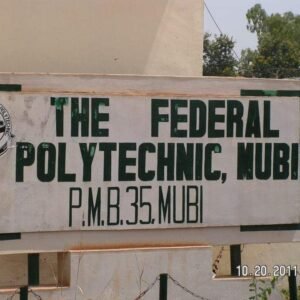 THE FEDERAL
POLYTECHNIC, MUBI
P.M.B.35, MUBI
10.20.2011